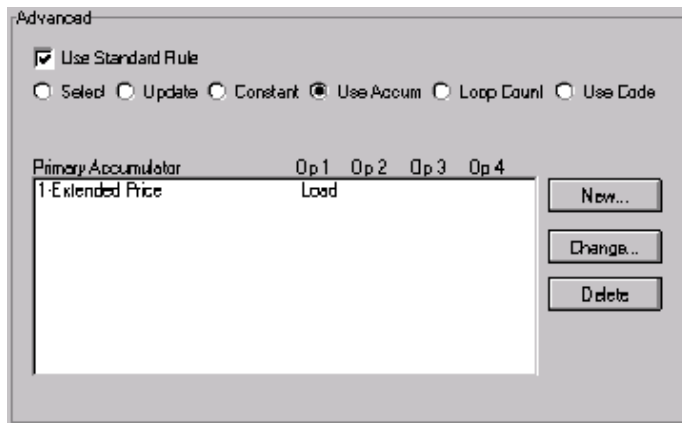 Advanced
Use Standard Rule
Select Update Constant Use Accum Loop Count Use Code
Primary Accumulator Op 1 Op 2 Op 3 Op 4
1-Extended Price Load
New...
Change...
Delete